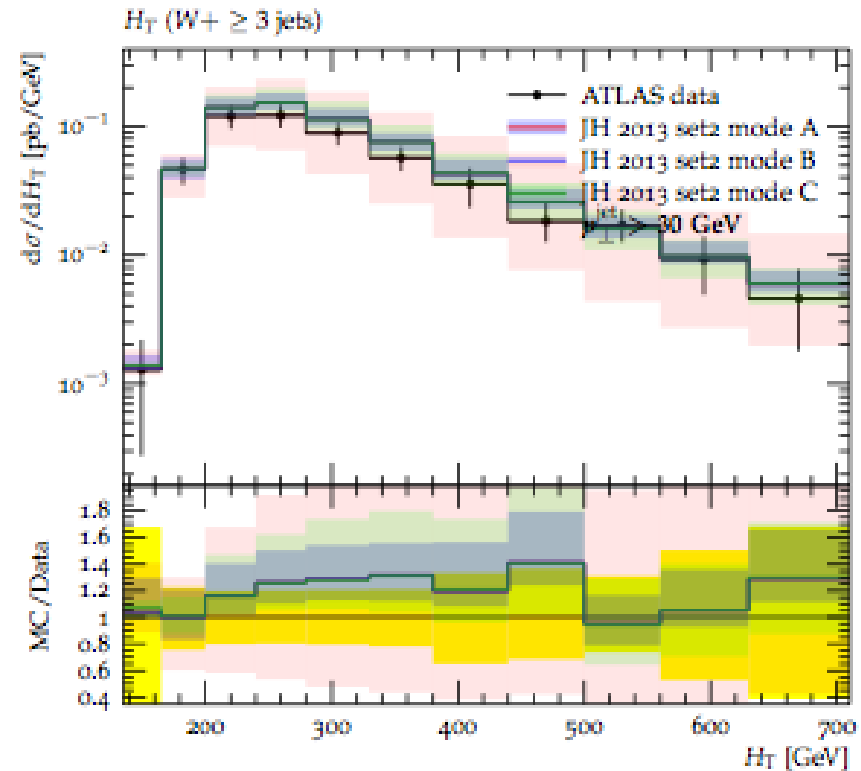 H_T (W+ ≥ 3 jets)
dσ/dH_T [pb/GeV]
10⁻¹
10⁻²
10⁻³
ATLAS data
JH 2013 set2 mode A
JH 2013 set2 mode B
JH 2013 set2 mode C
p_⊥^jet > 30 GeV
MC/Data
1.8
1.6
1.4
1.2
1
0.8
0.6
0.4
200 300 400 500 600 700
H_T [GeV]